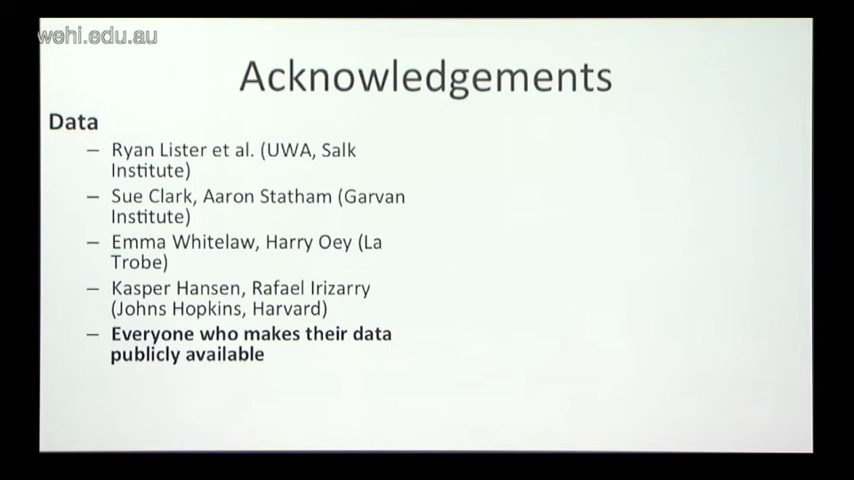 wehi.edu.au
Acknowledgements
Data
– Ryan Lister et al. (UWA, Salk
Institute)
– Sue Clark, Aaron Statham (Garvan
Institute)
– Emma Whitelaw, Harry Oey (La
Trobe)
– Kasper Hansen, Rafael Irizarry
(Johns Hopkins, Harvard)
– Everyone who makes their data
publicly available